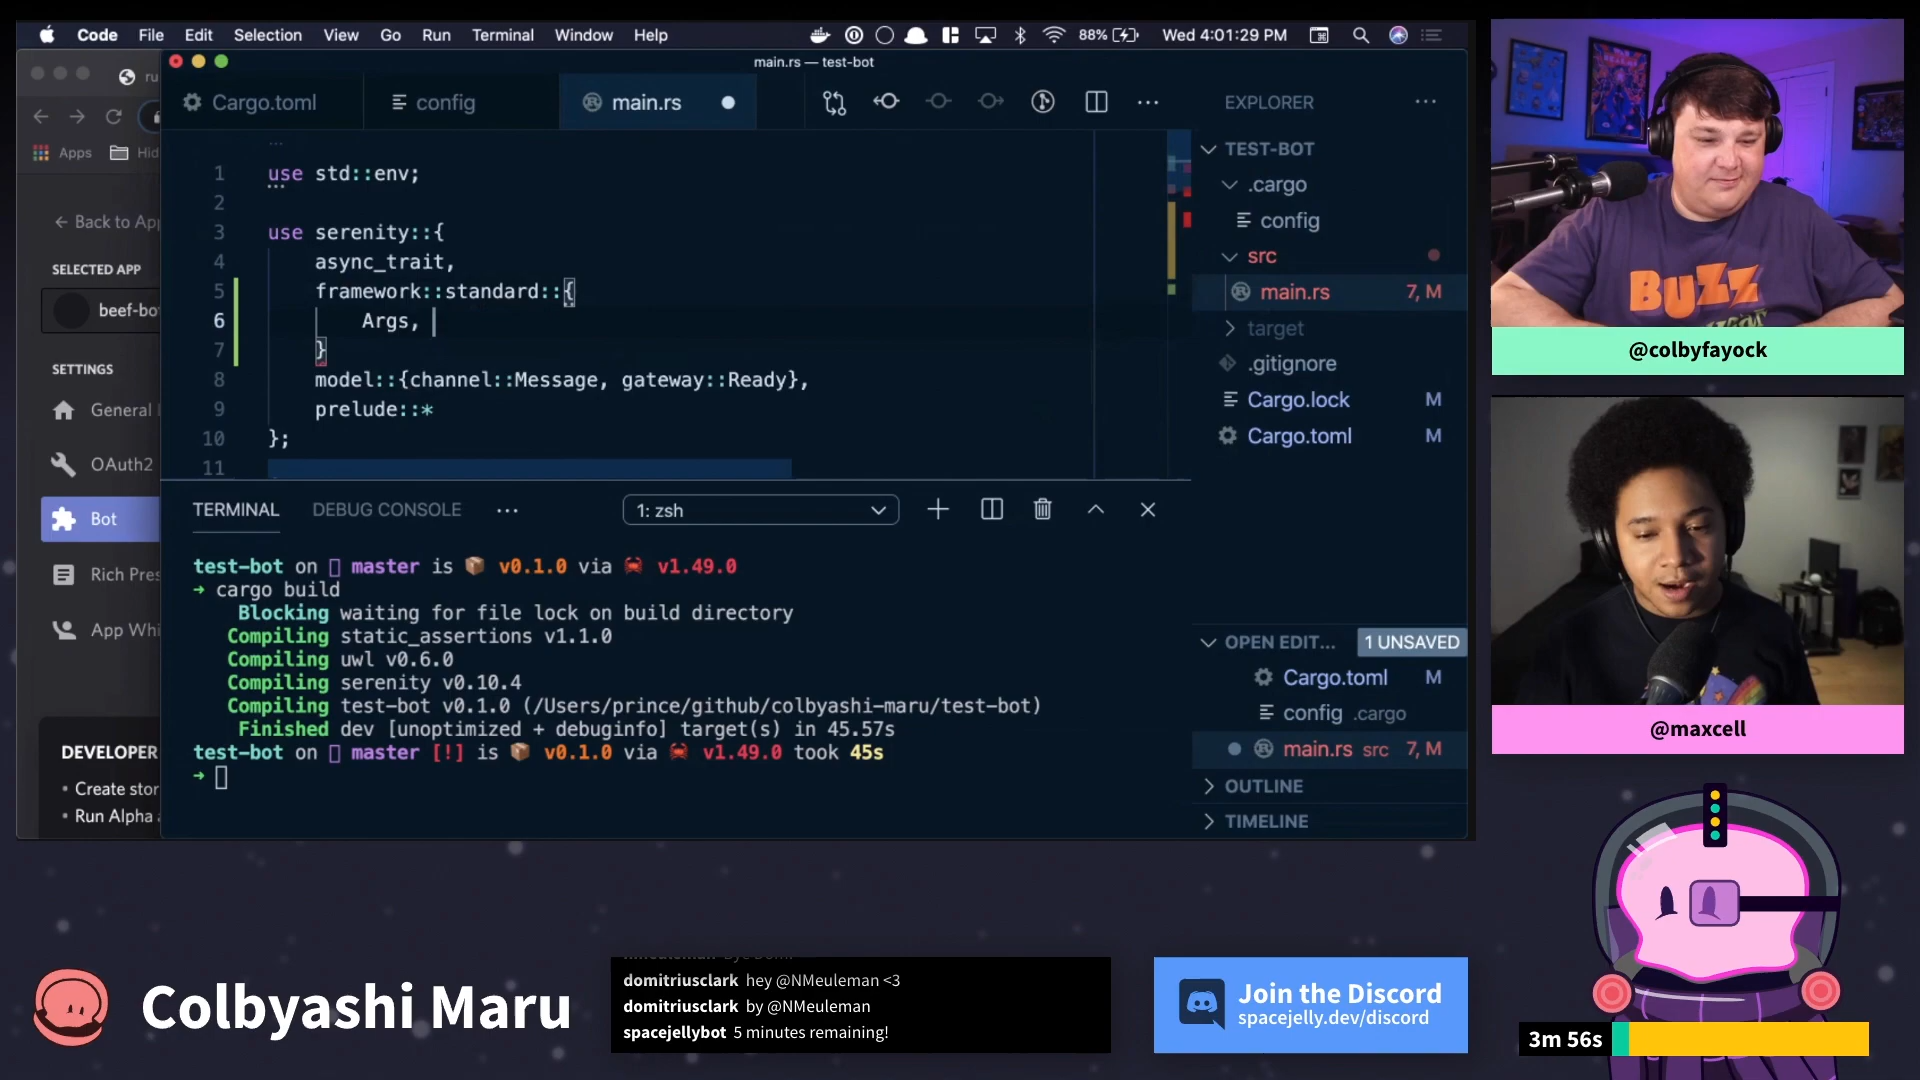 Code File Edit Selection View Go Run Terminal Window Help
88% Wed 4:01:29 PM
main.rs — test-bot
Cargo.toml
config
main.rs
EXPLORER
Apps
Back to App
SELECTED APP
beef-bo
SETTINGS
General
OAuth2
Bot
Rich Pres
App Whi
DEVELOPER
• Create stor
• Run Alpha
1 use std::env;
2
3 use serenity::{
4 async_trait,
5 framework::standard::{
6 Args,
7 }
8 model::{channel::Message, gateway::Ready},
9 prelude::*
10 };
11
TEST-BOT
.cargo
config
src
main.rs 7, M
target
.gitignore
Cargo.lock M
Cargo.toml M
OPEN EDIT... 1 UNSAVED
Cargo.toml M
config .cargo
main.rs src 7, M
OUTLINE
TIMELINE
TERMINAL DEBUG CONSOLE ··· 1: zsh
test-bot on master is v0.1.0 via v1.49.0
➜ cargo build
Blocking waiting for file lock on build directory
Compiling static_assertions v1.1.0
Compiling uwl v0.6.0
Compiling serenity v0.10.4
Compiling test-bot v0.1.0 (/Users/prince/github/colbyashi-maru/test-bot)
Finished dev [unoptimized + debuginfo] target(s) in 45.57s
test-bot on master [!] is v0.1.0 via v1.49.0 took 45s
➜
BUZZ
@colbyfayock
@maxcell
Colbyashi Maru
domitriusclark hey @NMeuleman <3
domitriusclark by @NMeuleman
spacejellybot 5 minutes remaining!
Join the Discord
spacejelly.dev/discord
3m 56s